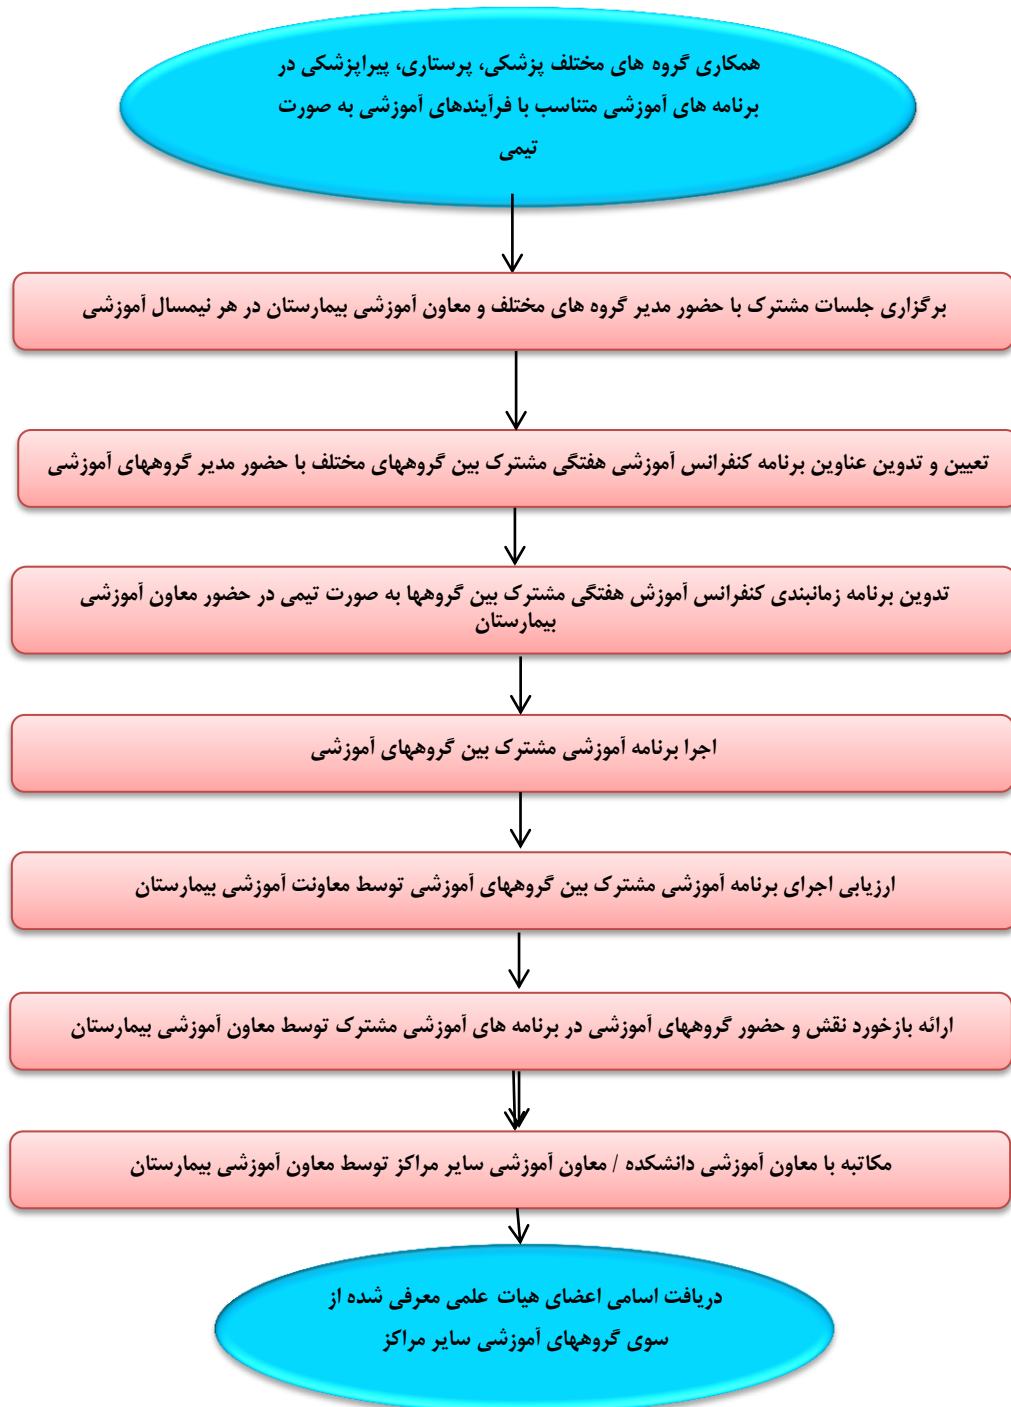 همکاری گروه های مختلف پزشکی، پرستاری، پیراپزشکی در
برنامه های آموزشی متناسب با فرآیندهای آموزشی به صورت
تیمی
برگزاری جلسات مشترک با حضور مدیر گروه های مختلف و معاون آموزشی بیمارستان در هر نیمسال آموزشی
تعیین و تدوین عناوین برنامه کنفرانس آموزشی هفتگی مشترک بین گروههای مختلف با حضور مدیر گروههای آموزشی
تدوین برنامه زمانبندی کنفرانس آموزش هفتگی مشترک بین گروهها به صورت تیمی در حضور معاون آموزشی
بیمارستان
اجرا برنامه آموزشی مشترک بین گروههای آموزشی
ارزیابی اجرای برنامه آموزشی مشترک بین گروههای آموزشی توسط معاونت آموزشی بیمارستان
ارائه بازخورد نقش و حضور گروههای آموزشی در برنامه های آموزشی مشترک توسط معاون آموزشی بیمارستان
مکاتبه با معاون آموزشی دانشکده / معاون آموزشی سایر مراکز توسط معاون آموزشی بیمارستان
دریافت اسامی اعضای هیات علمی معرفی شده از
سوی گروههای آموزشی سایر مراکز